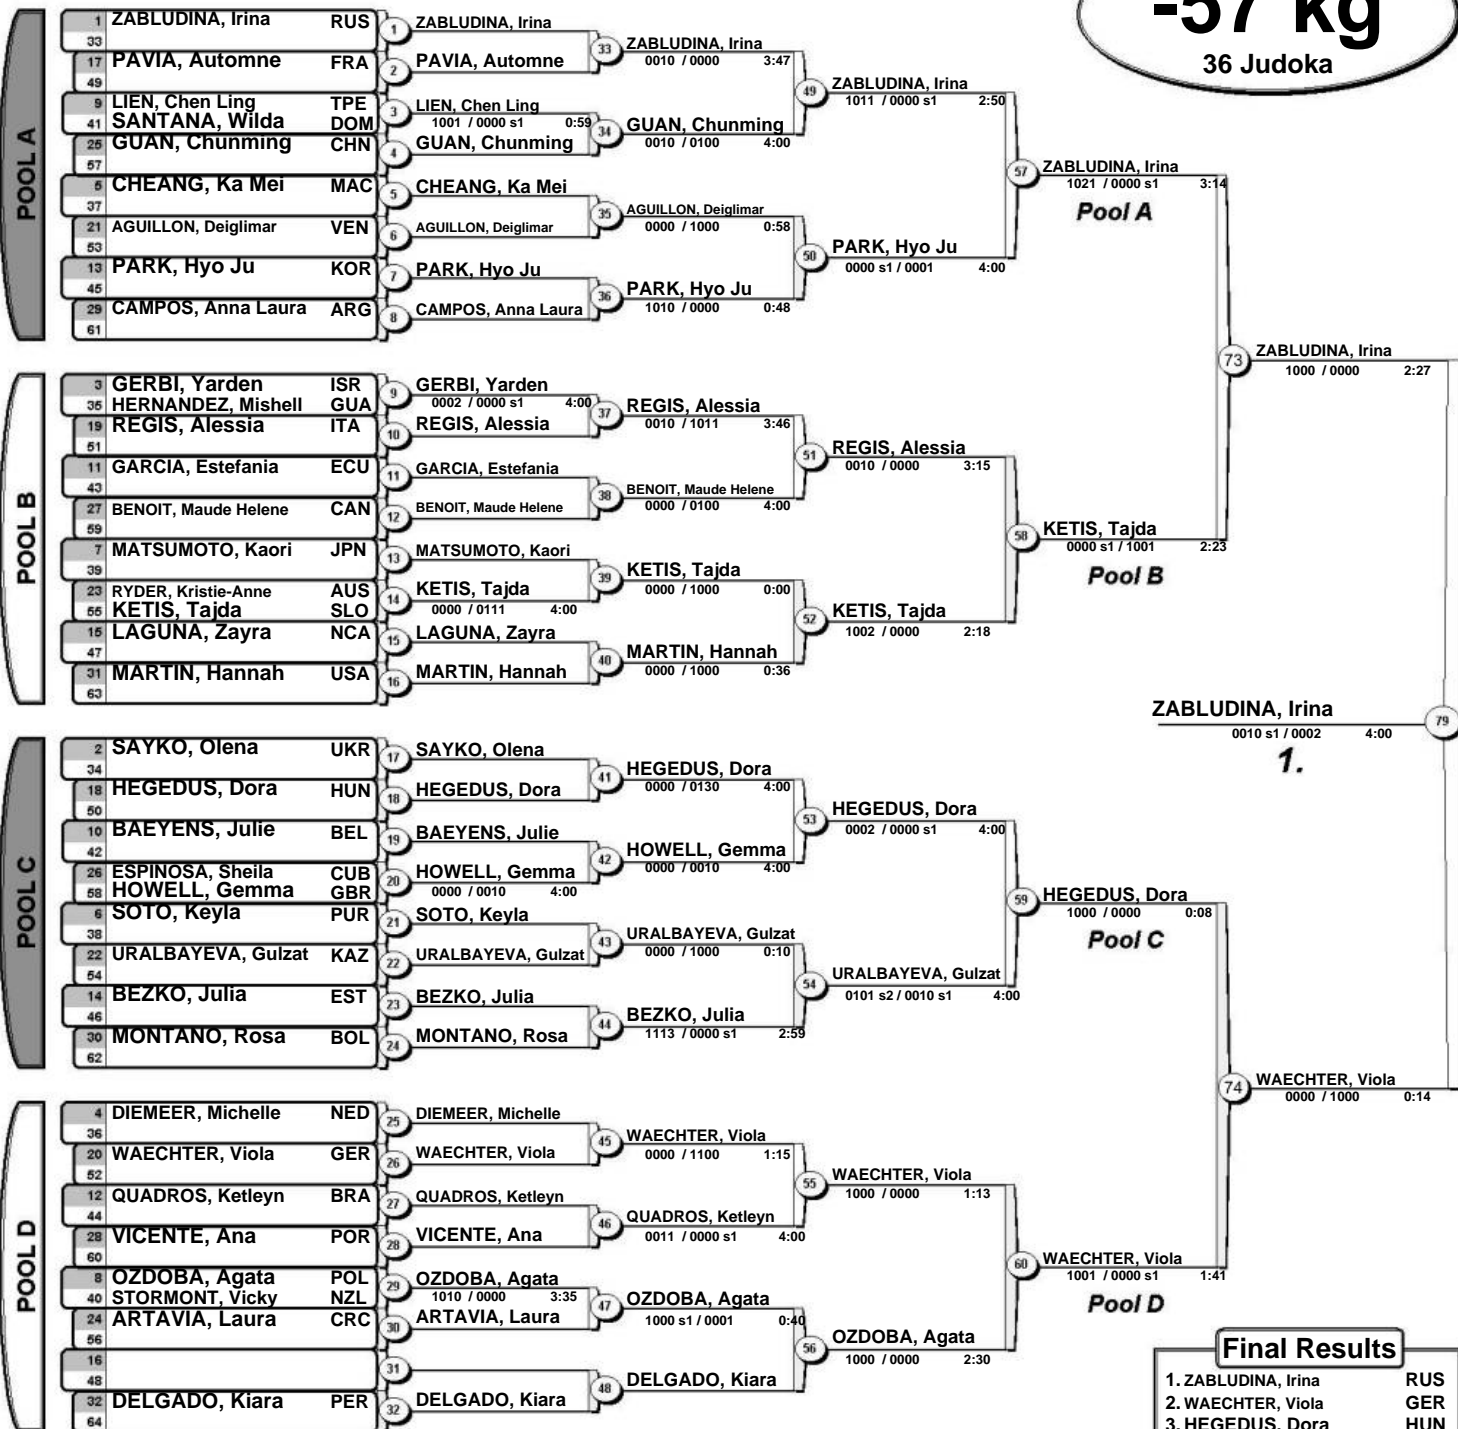 -57 kg
36 Judoka
POOL A
1 ZABLUDINA, Irina RUS
33
17 PAVIA, Automne FRA
49
9 LIEN, Chen Ling TPE
41 SANTANA, Wilda DOM
25 GUAN, Chunming CHN
57
5 CHEANG, Ka Mei MAC
37
21 AGUILLON, Deiglimar VEN
53
13 PARK, Hyo Ju KOR
45
29 CAMPOS, Anna Laura ARG
61
1 ZABLUDINA, Irina
2 PAVIA, Automne
3 LIEN, Chen Ling
1001 / 0000 s1 0:59
4 GUAN, Chunming
5 CHEANG, Ka Mei
6 AGUILLON, Deiglimar
7 PARK, Hyo Ju
8 CAMPOS, Anna Laura
33 ZABLUDINA, Irina
0010 / 0000 3:47
34 GUAN, Chunming
0010 / 0100 4:00
35 AGUILLON, Deiglimar
0000 / 1000 0:58
36 PARK, Hyo Ju
1010 / 0000 0:48
49 ZABLUDINA, Irina
1011 / 0000 s1 2:50
50 PARK, Hyo Ju
0000 s1 / 0001 4:00
57 ZABLUDINA, Irina
1021 / 0000 s1 3:14
Pool A
POOL B
3 GERBI, Yarden ISR
35 HERNANDEZ, Mishell GUA
19 REGIS, Alessia ITA
51
11 GARCIA, Estefania ECU
43
27 BENOIT, Maude Helene CAN
59
7 MATSUMOTO, Kaori JPN
39
23 RYDER, Kristie-Anne AUS
55 KETIS, Tajda SLO
15 LAGUNA, Zayra NCA
47
31 MARTIN, Hannah USA
63
9 GERBI, Yarden
0002 / 0000 s1 4:00
10 REGIS, Alessia
11 GARCIA, Estefania
12 BENOIT, Maude Helene
13 MATSUMOTO, Kaori
14 KETIS, Tajda
0000 / 0111 4:00
15 LAGUNA, Zayra
16 MARTIN, Hannah
37 REGIS, Alessia
0010 / 1011 3:46
38 BENOIT, Maude Helene
0000 / 0100 4:00
39 KETIS, Tajda
0000 / 1000 0:00
40 MARTIN, Hannah
0000 / 1000 0:36
51 REGIS, Alessia
0010 / 0000 3:15
52 KETIS, Tajda
1002 / 0000 2:18
58 KETIS, Tajda
0000 s1 / 1001 2:23
Pool B
73 ZABLUDINA, Irina
1000 / 0000 2:27
ZABLUDINA, Irina 79
0010 s1 / 0002 4:00
1.
POOL C
2 SAYKO, Olena UKR
34
18 HEGEDUS, Dora HUN
50
10 BAEYENS, Julie BEL
42
26 ESPINOSA, Sheila CUB
58 HOWELL, Gemma GBR
6 SOTO, Keyla PUR
38
22 URALBAYEVA, Gulzat KAZ
54
14 BEZKO, Julia EST
46
30 MONTANO, Rosa BOL
62
17 SAYKO, Olena
18 HEGEDUS, Dora
19 BAEYENS, Julie
20 HOWELL, Gemma
0000 / 0010 4:00
21 SOTO, Keyla
22 URALBAYEVA, Gulzat
23 BEZKO, Julia
24 MONTANO, Rosa
41 HEGEDUS, Dora
0000 / 0130 4:00
42 HOWELL, Gemma
0000 / 0010 4:00
43 URALBAYEVA, Gulzat
0000 / 1000 0:10
44 BEZKO, Julia
1113 / 0000 s1 2:59
53 HEGEDUS, Dora
0002 / 0000 s1 4:00
54 URALBAYEVA, Gulzat
0101 s2 / 0010 s1 4:00
59 HEGEDUS, Dora
1000 / 0000 0:08
Pool C
POOL D
4 DIEMEER, Michelle NED
36
20 WAECHTER, Viola GER
52
12 QUADROS, Ketleyn BRA
44
28 VICENTE, Ana POR
60
8 OZDOBA, Agata POL
40 STORMONT, Vicky NZL
24 ARTAVIA, Laura CRC
56
16
48
32 DELGADO, Kiara PER
64
25 DIEMEER, Michelle
26 WAECHTER, Viola
27 QUADROS, Ketleyn
28 VICENTE, Ana
29 OZDOBA, Agata
1010 / 0000 3:35
30 ARTAVIA, Laura
31
32 DELGADO, Kiara
45 WAECHTER, Viola
0000 / 1100 1:15
46 QUADROS, Ketleyn
0011 / 0000 s1 4:00
47 OZDOBA, Agata
1000 s1 / 0001 0:40
48 DELGADO, Kiara
55 WAECHTER, Viola
1000 / 0000 1:13
56 OZDOBA, Agata
1000 / 0000 2:30
60 WAECHTER, Viola
1001 / 0000 s1 1:41
Pool D
74 WAECHTER, Viola
0000 / 1000 0:14
Final Results
1. ZABLUDINA, Irina RUS
2. WAECHTER, Viola GER
3. HEGEDUS, Dora HUN